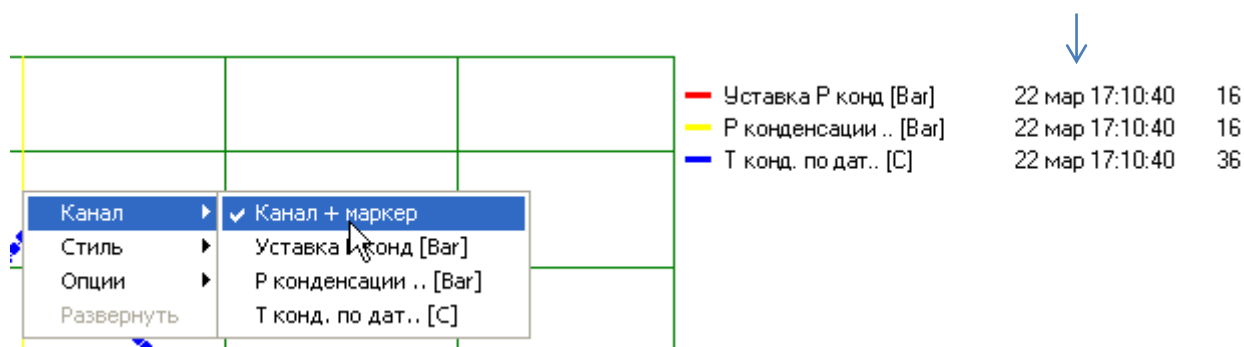 Уставка Р конд [Bar] 22 мар 17:10:40 16
Р конденсации .. [Bar] 22 мар 17:10:40 16
Т конд. по дат.. [C] 22 мар 17:10:40 36
Канал Канал + маркер
Стиль Уставка Р конд [Bar]
Опции Р конденсации .. [Bar]
Развернуть Т конд. по дат.. [C]